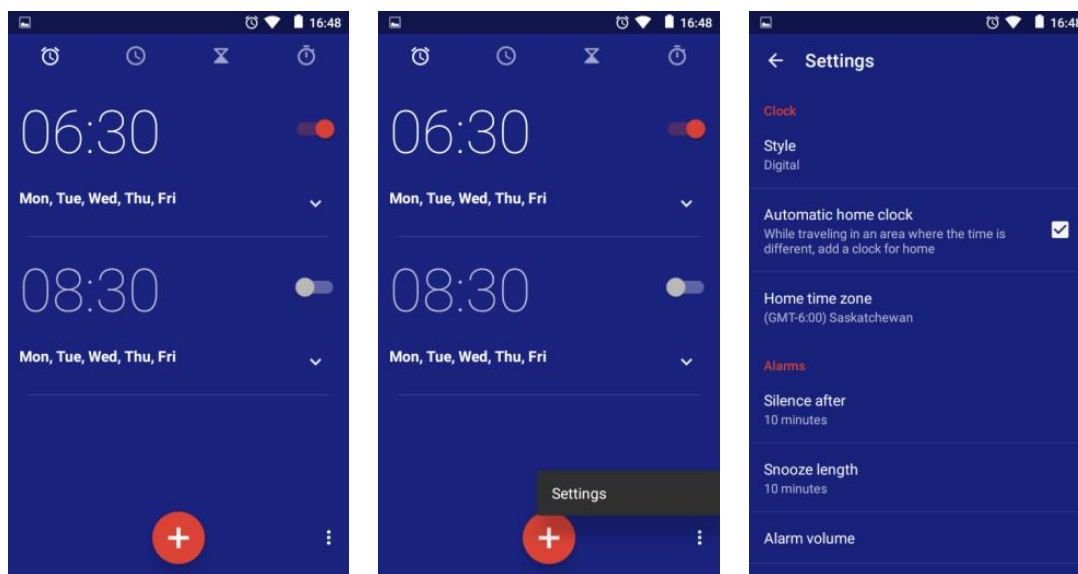 16:48
06:30
Mon, Tue, Wed, Thu, Fri
08:30
Mon, Tue, Wed, Thu, Fri
16:48
06:30
Mon, Tue, Wed, Thu, Fri
08:30
Mon, Tue, Wed, Thu, Fri
Settings
16:48
Settings
Clock
Style
Digital
Automatic home clock
While traveling in an area where the time is
different, add a clock for home
Home time zone
(GMT-6:00) Saskatchewan
Alarms
Silence after
10 minutes
Snooze length
10 minutes
Alarm volume